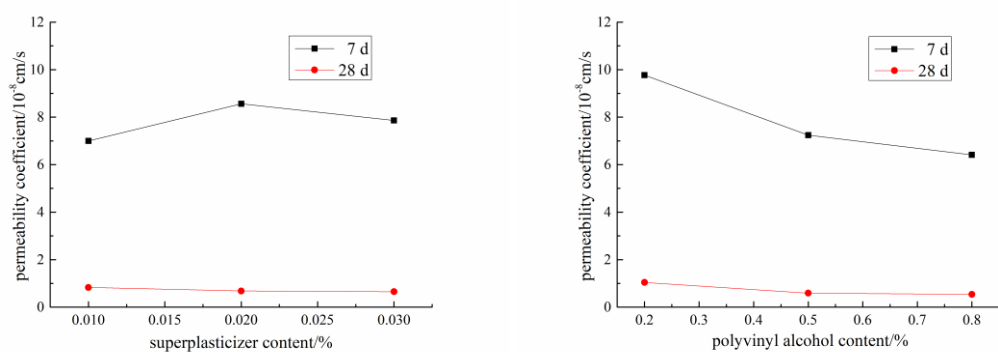 12
10
8
6
4
2
0
permeability coefficient/10⁻⁸cm/s
7 d
28 d
0.010 0.015 0.020 0.025 0.030
superplasticizer content/%
12
10
8
6
4
2
0
permeability coefficient/10⁻⁸cm/s
7 d
28 d
0.2 0.3 0.4 0.5 0.6 0.7 0.8
polyvinyl alcohol content/%